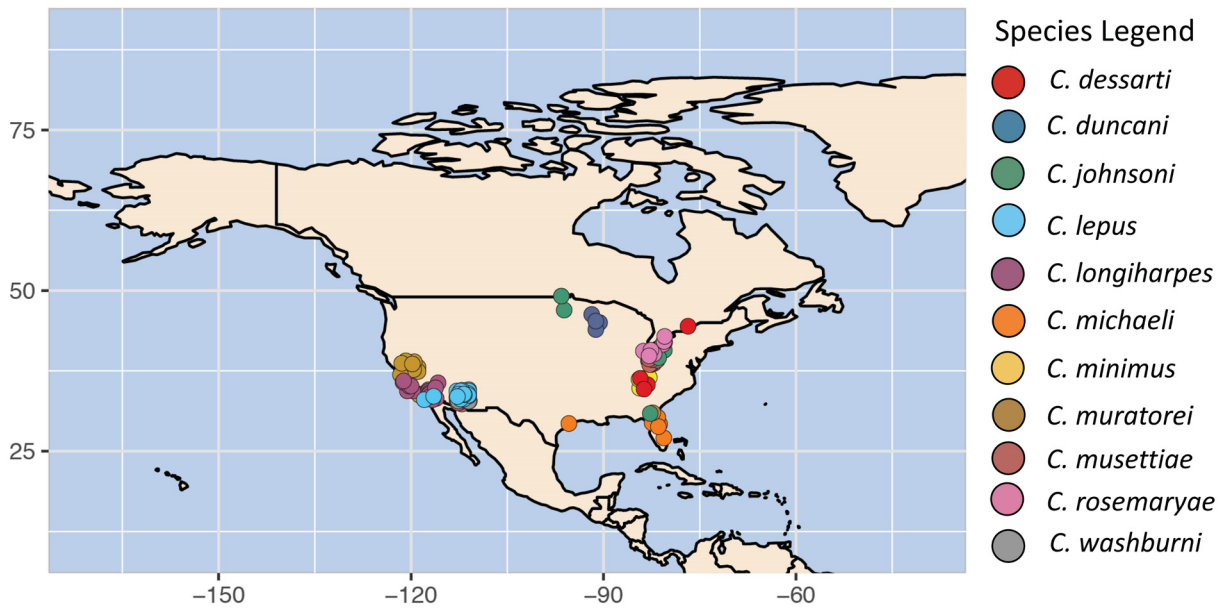 Species Legend
C. dessarti
C. duncani
C. johnsoni
C. lepus
C. longiharpes
C. michaeli
C. minimus
C. muratorei
C. musettiae
C. rosemaryae
C. washburni
75
50
25
−150
−120
−90
−60